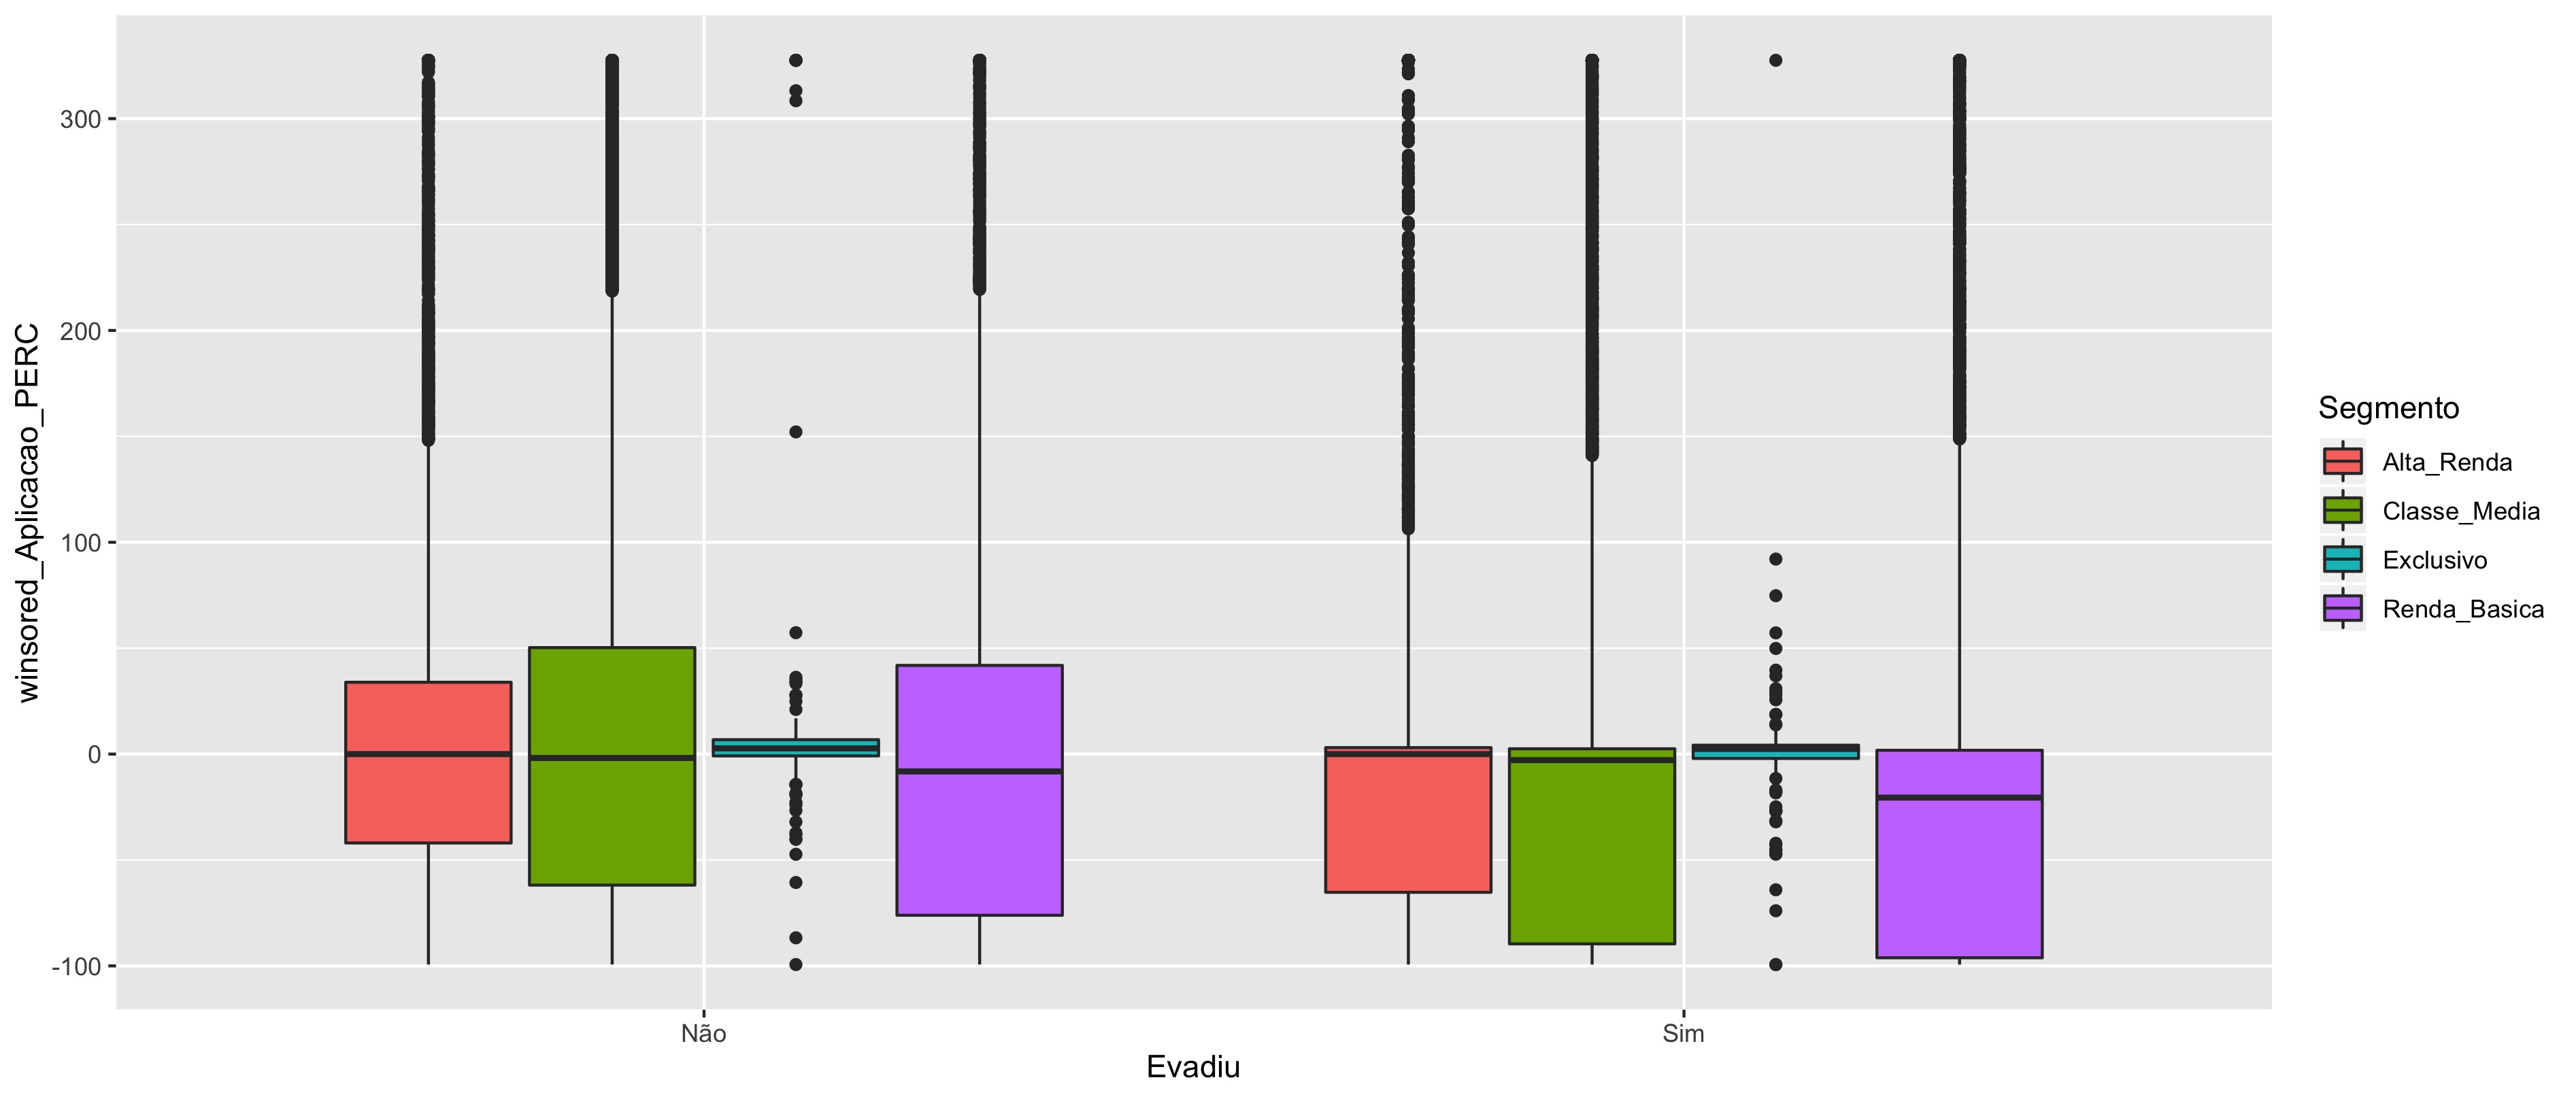 winsored_Aplicacao_PERC
300
200
100
0
-100
Não
Sim
Evadiu
Segmento
Alta_Renda
Classe_Media
Exclusivo
Renda_Basica